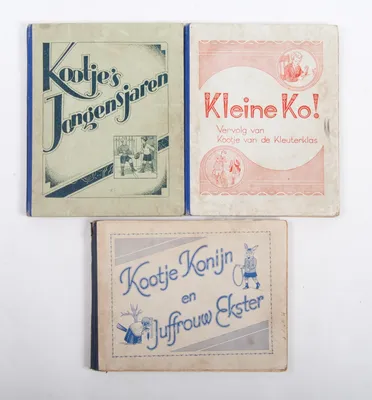 Kootje's
Jongensjaren
Kleine Ko!
Vervolg van
Kootje van de Kleuterklas
Kootje Konijn
en
Juffrouw Ekster